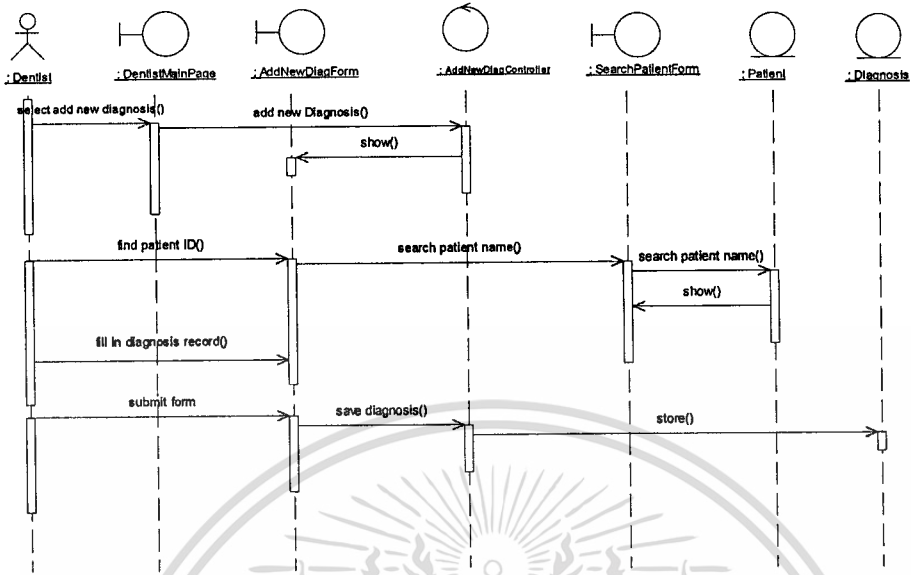 : Dentist
: DentistMainPage
: AddNewDiagForm
: AddNewDiagController
: SearchPatientForm
: Patient
: Diagnosis
select add new diagnosis()
add new Diagnosis()
show()
find patient ID()
search patient name()
search patient name()
show()
fill in diagnosis record()
submit form
save diagnosis()
store()